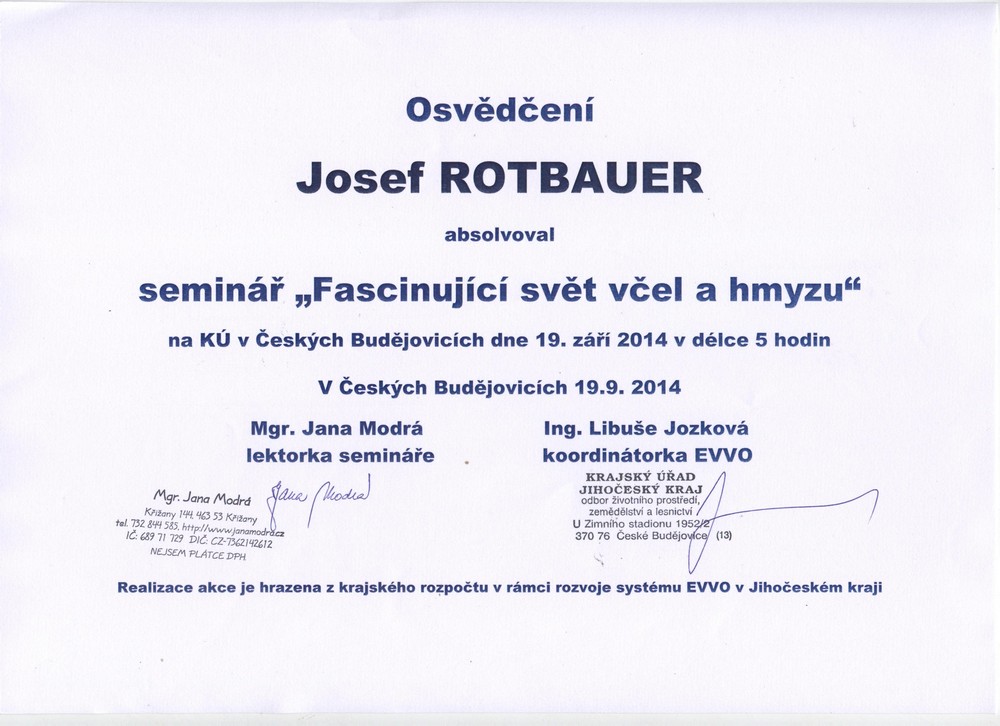 Osvědčení
Josef ROTBAUER
absolvoval
seminář „Fascinující svět včel a hmyzu“
na KÚ v Českých Budějovicích dne 19. září 2014 v délce 5 hodin
V Českých Budějovicích 19.9. 2014
Mgr. Jana Modrá
lektorka semináře
Mgr. Jana Modrá
Křižany 144, 463 53 Křižany
tel. 732 844 585, http://www.janamodra.cz
IČ: 689 71 729 DIČ: CZ-7362142612
NEJSEM PLÁTCE DPH
Jana Modrá
Ing. Libuše Jozková
koordinátorka EVVO
KRAJSKÝ ÚŘAD
JIHOČESKÝ KRAJ
odbor životního prostředí,
zemědělství a lesnictví
U Zimního stadionu 1952/2
370 76 České Budějovice (13)
Realizace akce je hrazena z krajského rozpočtu v rámci rozvoje systému EVVO v Jihočeském kraji